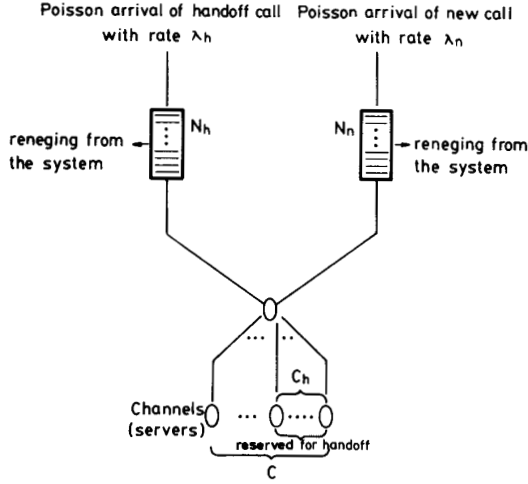 Poisson arrival of handoff call
with rate λh
Poisson arrival of new call
with rate λn
Nh
Nn
reneging from
the system
reneging from
the system
Ch
Channels
(servers)
reserved for handoff
C